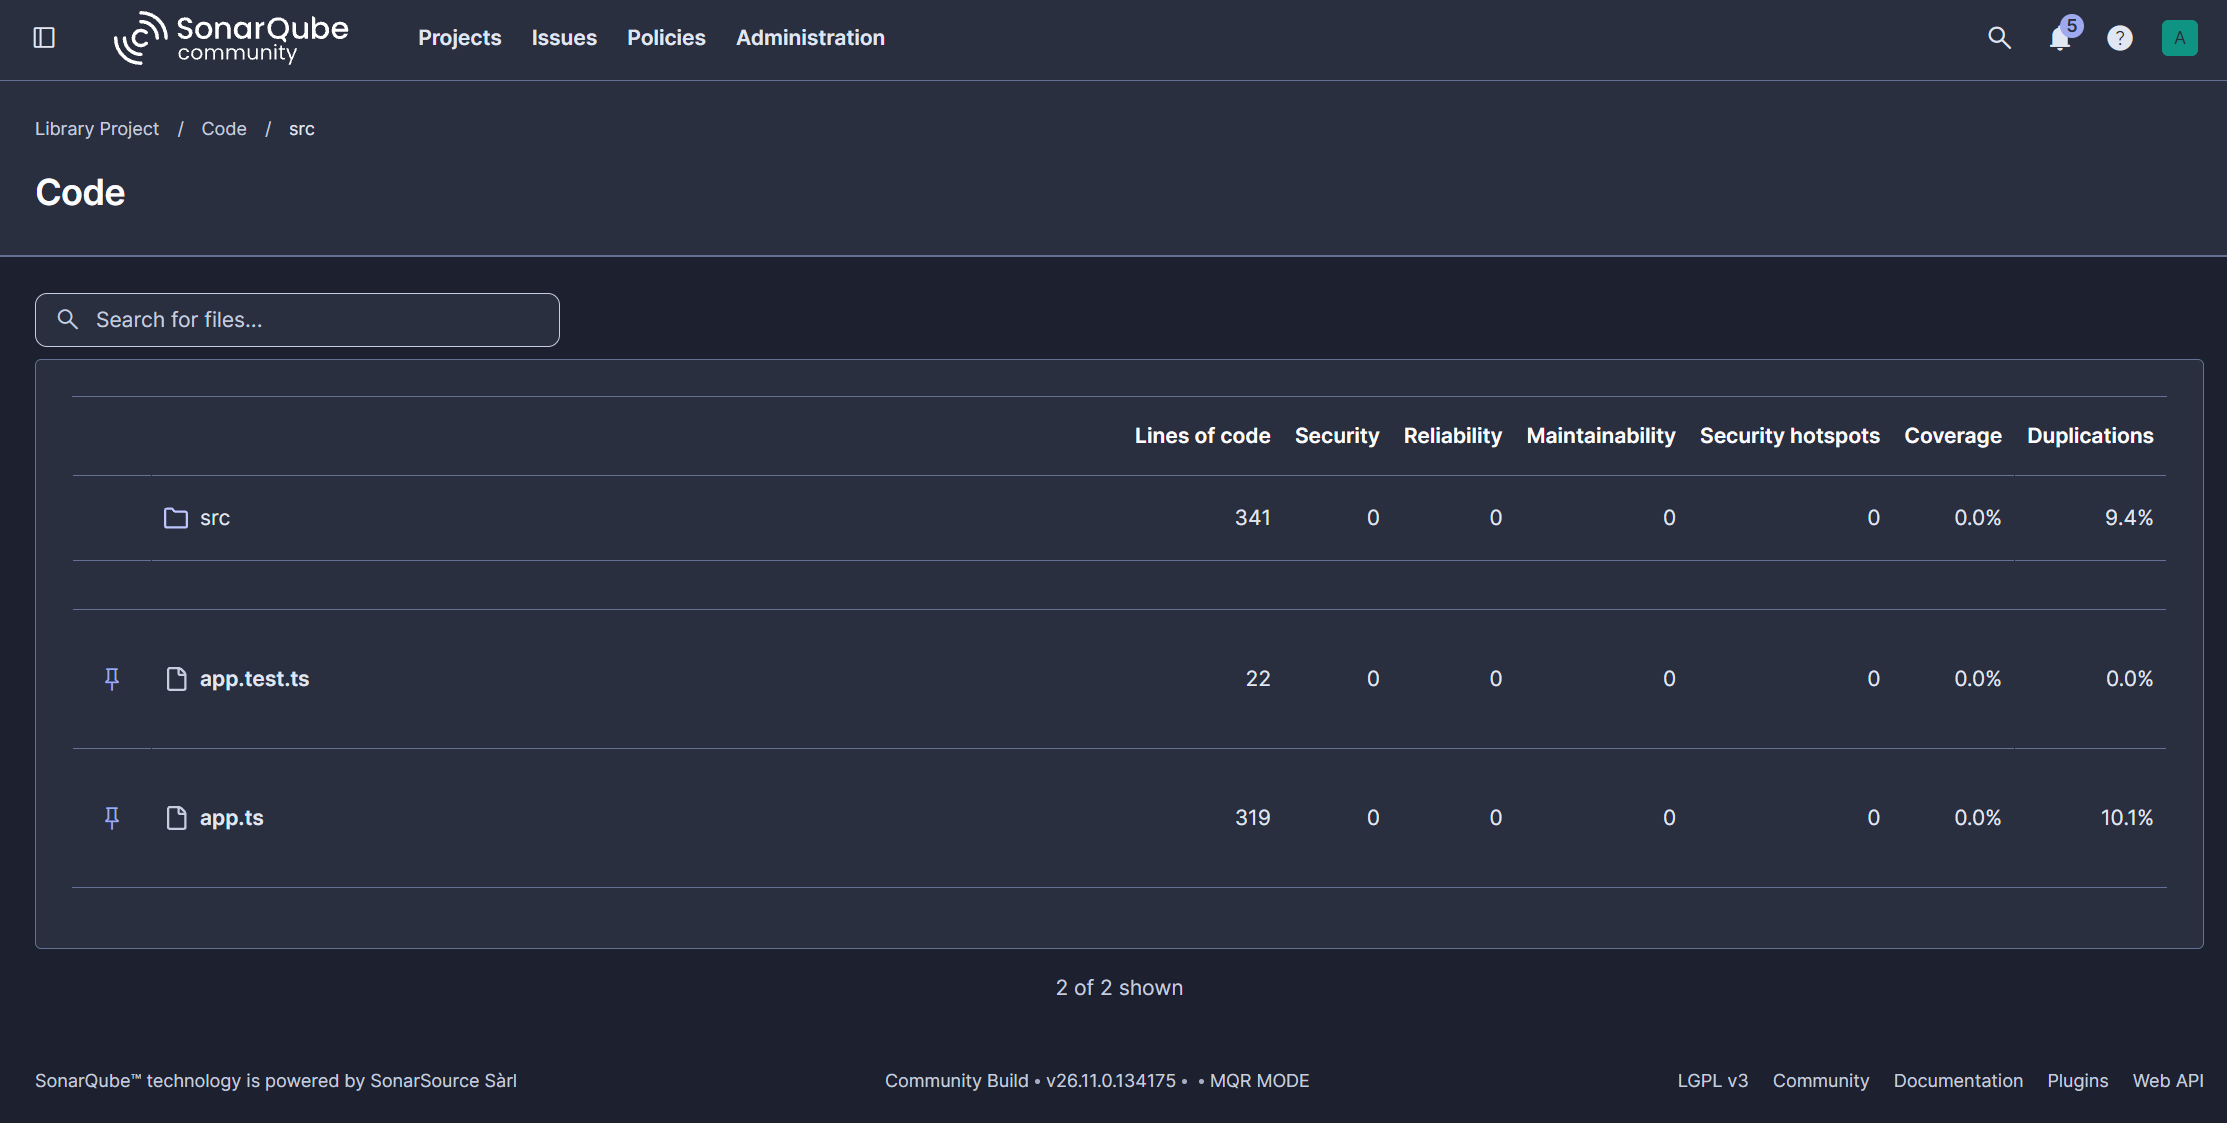 SonarQube community
Projects Issues Policies Administration
5
?
A
Library Project / Code / src
Code
Search for files...
Lines of code Security Reliability Maintainability Security hotspots Coverage Duplications
src 341 0 0 0 0 0.0% 9.4%
app.test.ts 22 0 0 0 0 0.0% 0.0%
app.ts 319 0 0 0 0 0.0% 10.1%
2 of 2 shown
SonarQube™ technology is powered by SonarSource Sàrl
Community Build • v26.11.0.134175 • • MQR MODE
LGPL v3 Community Documentation Plugins Web API